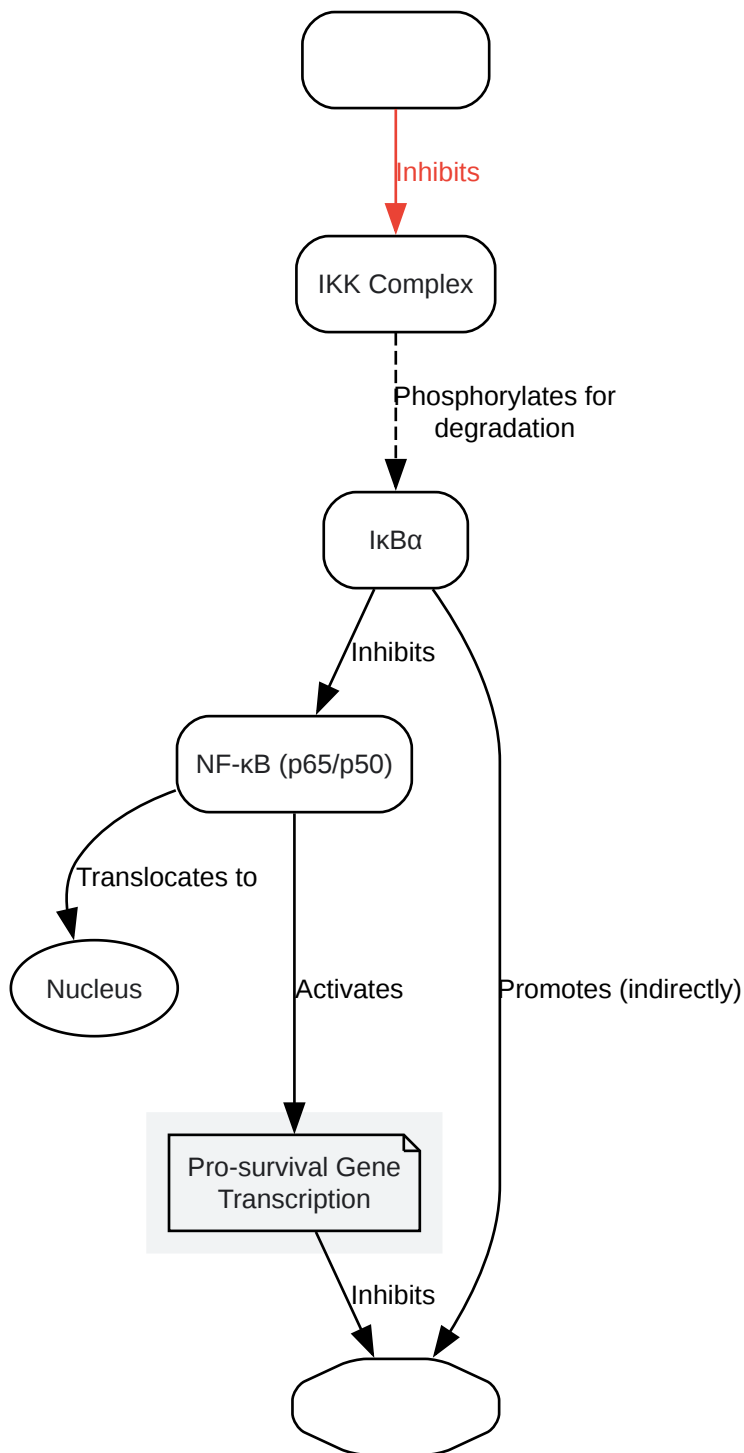 Inhibits
IKK Complex
Phosphorylates for
degradation
IκBα
Inhibits
NF-κB (p65/p50)
Translocates to
Nucleus
Activates
Promotes (indirectly)
Pro-survival Gene
Transcription
Inhibits